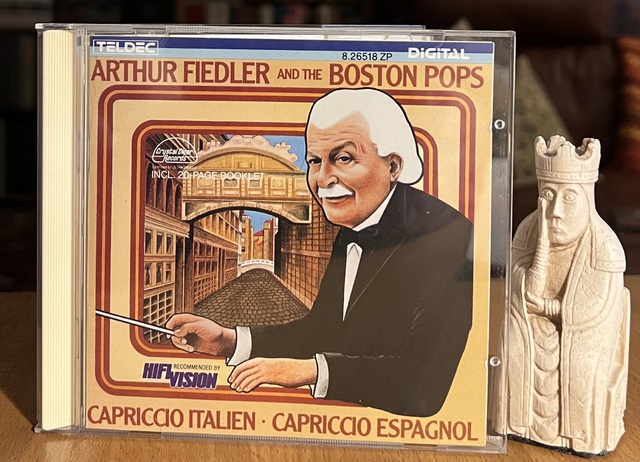 TELDEC
8.26518 ZP
DIGITAL
ARTHUR FIEDLER AND THE BOSTON POPS
Crystal Clear
Records
INCL. 20-PAGE BOOKLET
RECOMMENDED BY
HIFI
VISION
CAPRICCIO ITALIEN · CAPRICCIO ESPAGNOL